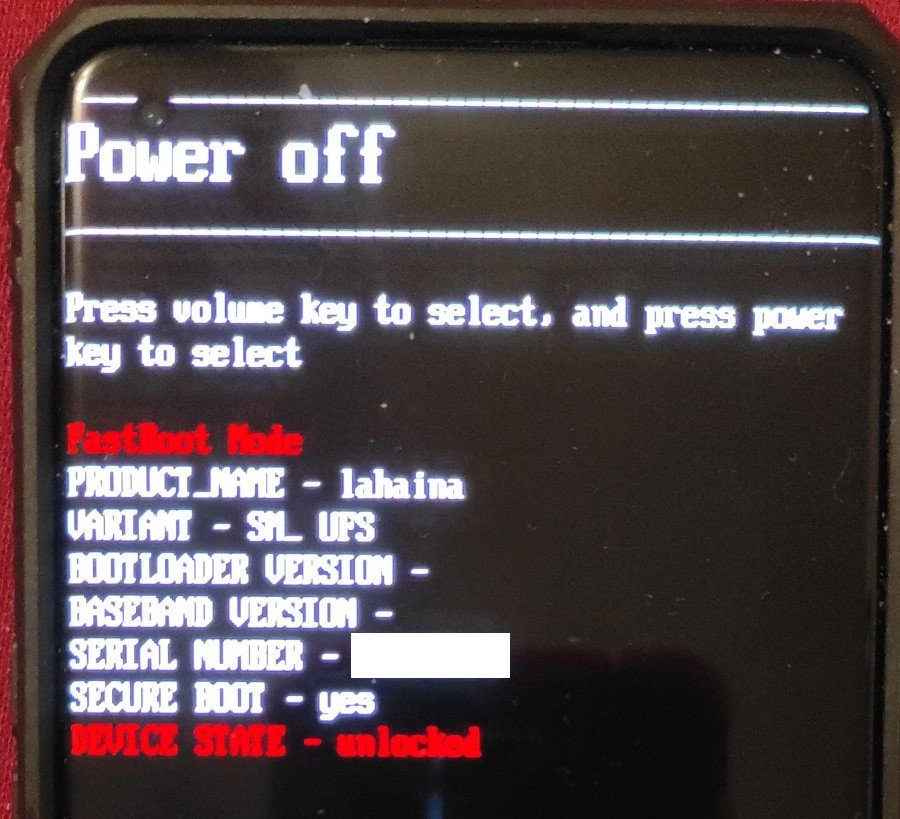 Power off
Press volume key to select, and press power
key to select
FastBoot Mode
PRODUCT_NAME - lahaina
VARIANT - SM_ UFS
BOOTLOADER VERSION -
BASEBAND VERSION -
SERIAL NUMBER -
SECURE BOOT - yes
DEVICE STATE - unlocked